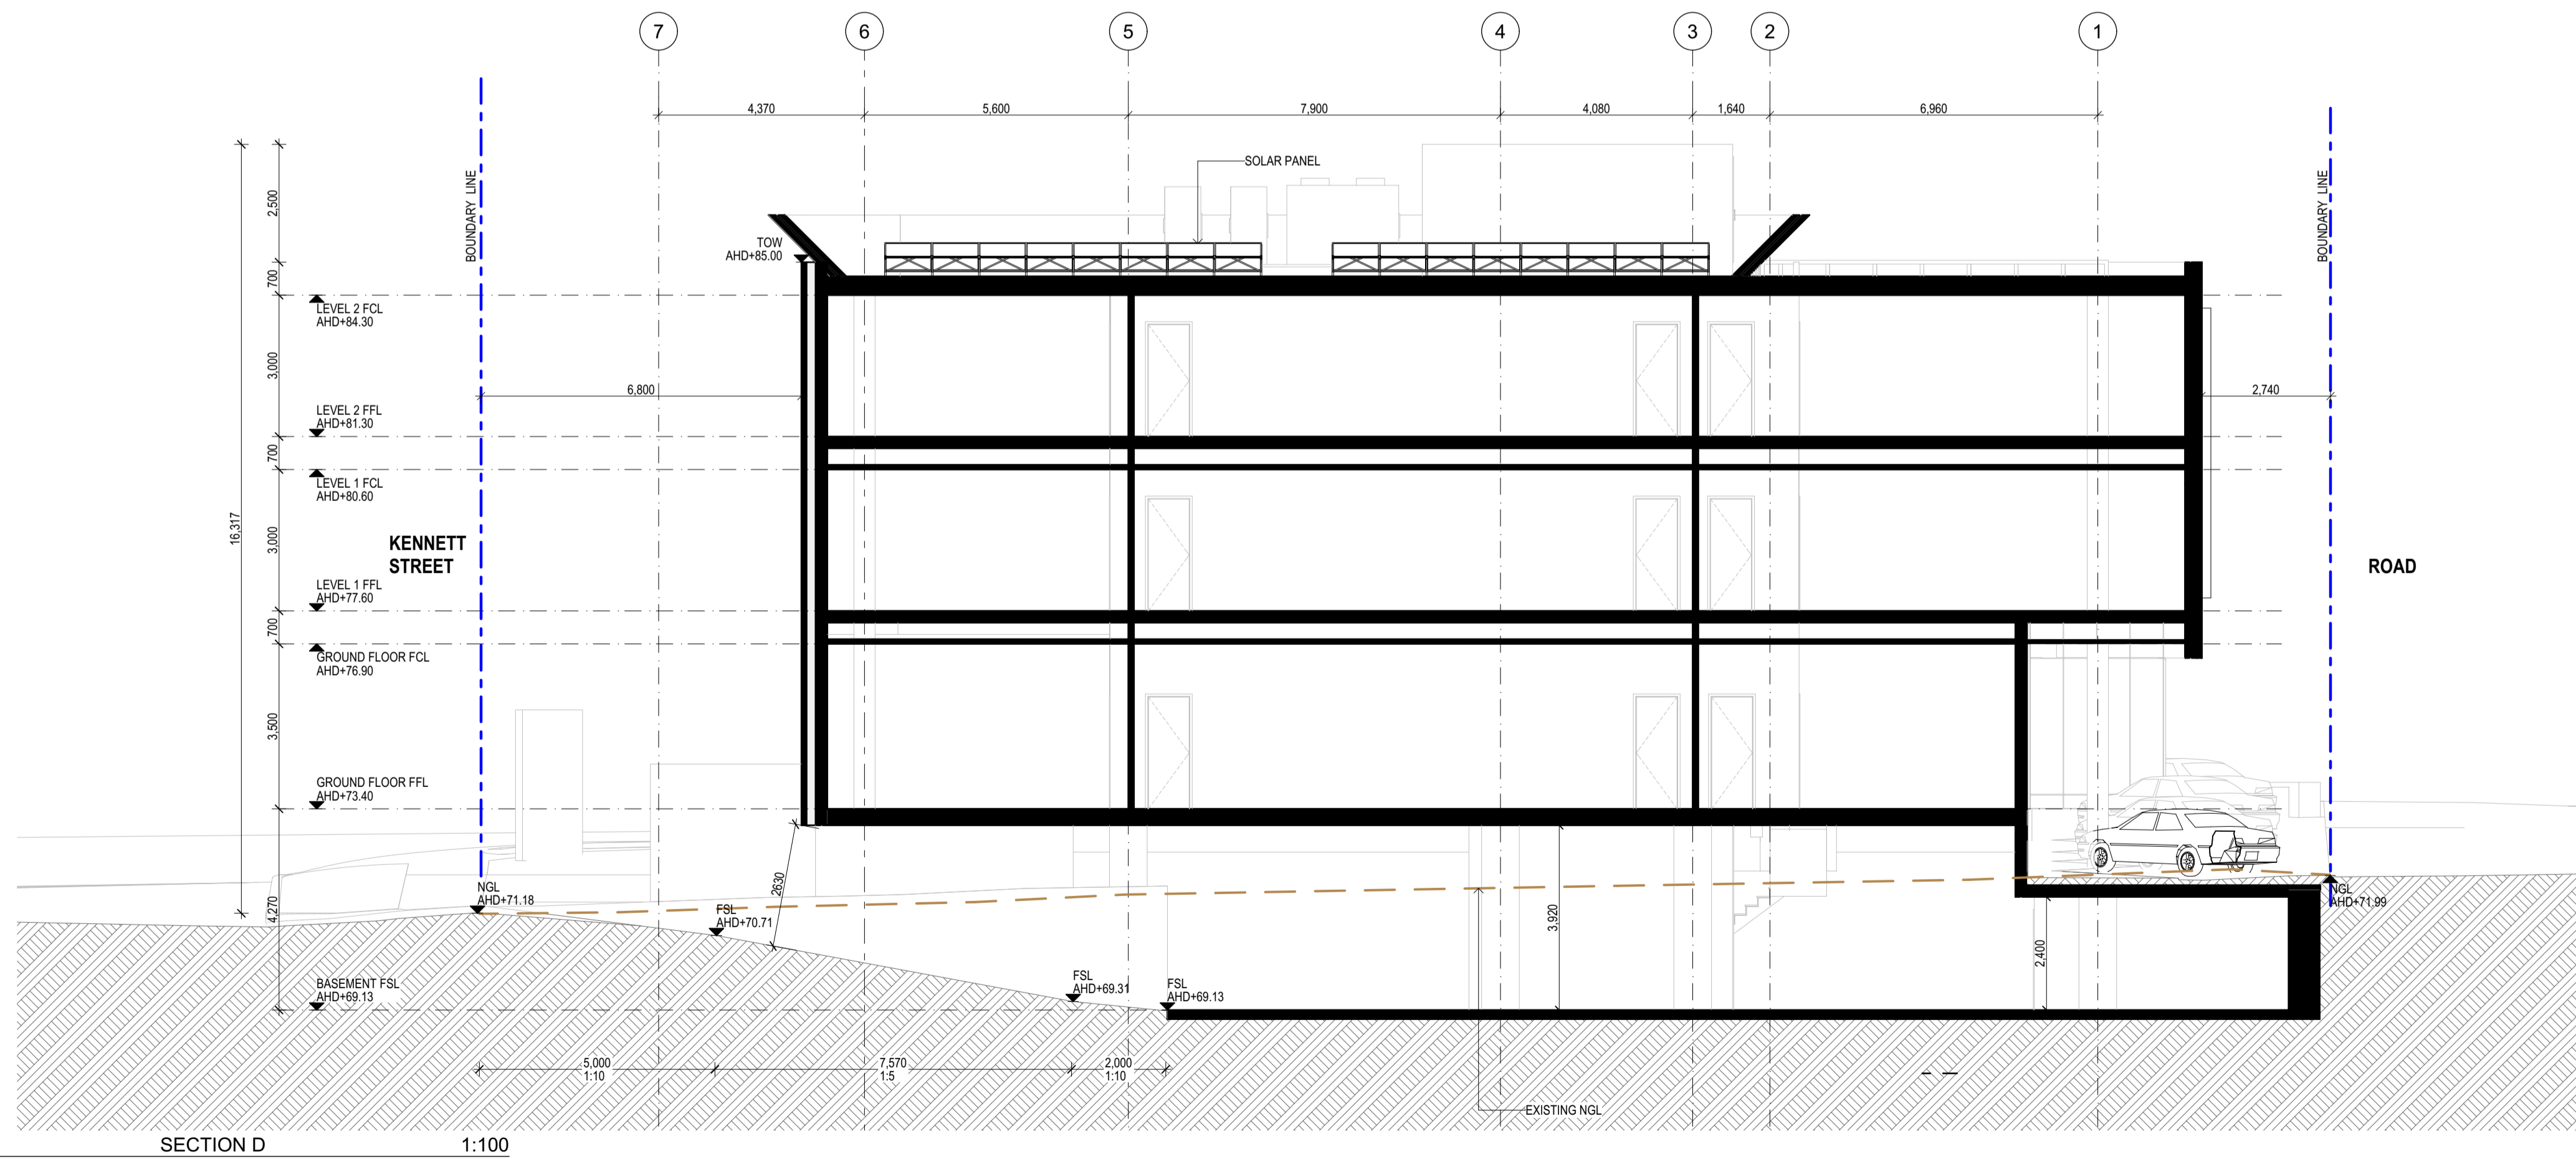 7
6
5
4
3
2
1
4,370
5,600
7,900
4,080
1,640
6,960
SOLAR PANEL
BOUNDARY LINE
BOUNDARY LINE
2,500
TOW
AHD+85.00
700
LEVEL 2 FCL
AHD+84.30
3,000
6,800
2,740
LEVEL 2 FFL
AHD+81.30
700
LEVEL 1 FCL
AHD+80.60
16,317
3,000
KENNETT
STREET
ROAD
LEVEL 1 FFL
AHD+77.60
700
GROUND FLOOR FCL
AHD+76.90
3,500
GROUND FLOOR FFL
AHD+73.40
2630
NGL
AHD+71.18
NGL
AHD+71.99
4,270
FSL
AHD+70.71
3,920
2,400
BASEMENT FSL
AHD+69.13
FSL
AHD+69.31
FSL
AHD+69.13
5,000
1:10
7,570
1:5
2,000
1:10
EXISTING NGL
SECTION D 1:100